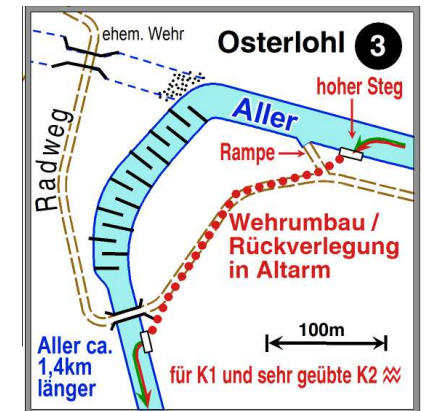 ehem. Wehr
Osterlohl 3
hoher Steg
Aller
Radweg
Rampe
Wehrumbau /
Rückverlegung
in Altarm
100m
Aller ca.
1,4km
länger
für K1 und sehr geübte K2